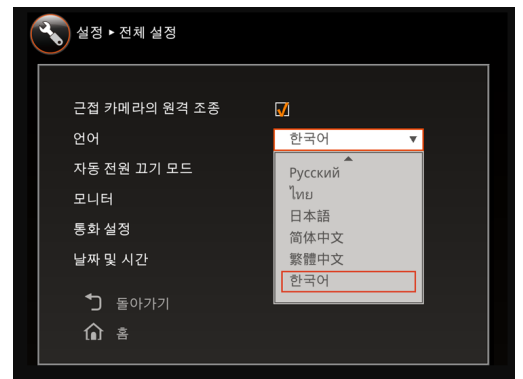 설정 ▸ 전체 설정
근접 카메라의 원격 조종
언어
한국어
자동 전원 끄기 모드
모니터
통화 설정
날짜 및 시간
Русский
ไทย
日本語
简体中文
繁體中文
한국어
돌아가기
홈